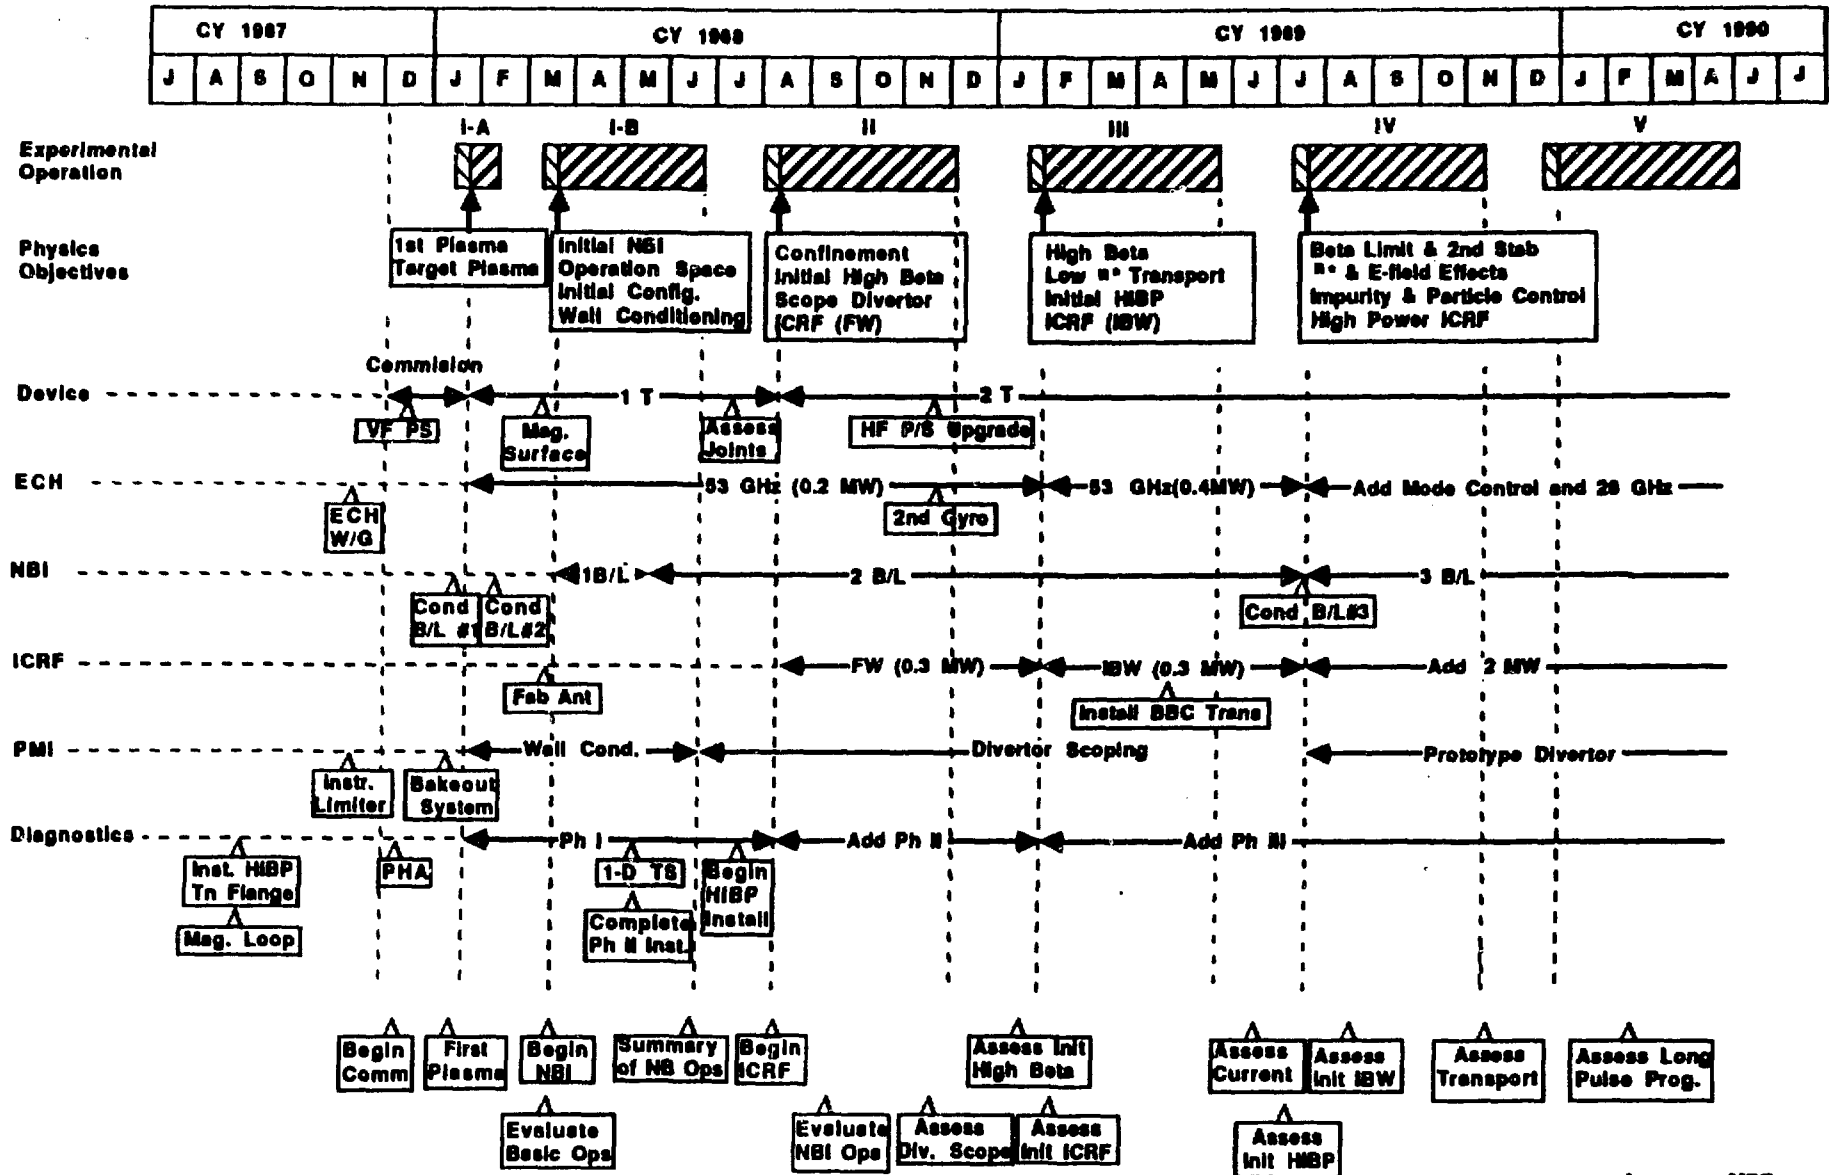 CY 1987 CY 1988 CY 1989 CY 1990
J A S O N D J F M A M J J A S O N D J F M A M J J A S O N D J F M A J J
I-A I-B II III IV V
Experimental
Operation
Physics
Objectives
1st Plasma
Target Plasma
Initial NBI
Operation Space
Initial Config.
Wall Conditioning
Confinement
Initial High Beta
Scope Divertor
ICRF (FW)
High Beta
Low Transport
Initial HIBP
ICRF (IBW)
Beta Limit & 2nd Stab
& E-field Effects
Impurity & Particle Control
High Power ICRF
Commision
Device 1 T 2 T
VF PS
Mag.
Surface
Assess
Joints
HF P/S Upgrade
ECH 53 GHz (0.2 MW) 53 GHz(0.4MW) Add Mode Control and 28 GHz
ECH
W/G
2nd Gyro
NBI 1B/L 2 B/L 3 B/L
Cond
B/L #1
Cond
B/L#2
Cond B/L#3
ICRF FW (0.3 MW) IBW (0.3 MW) Add 2 MW
Fab Ant
Install BBC Trans
PMI Wall Cond. Divertor Scoping Prototype Divertor
Instr.
Limiter
Bakeout
System
Diagnostics Ph I Add Ph II Add Ph III
Inst. HIBP
Tn Flange
PHA
1-D TS
Begin
HIBP
Install
Mag. Loop
Complete
Ph II Inst.
Begin
Comm
First
Plasma
Begin
NBI
Summary
of NB Ops
Begin
ICRF
Assess Init
High Beta
Assess
Current
Assess
Init IBW
Assess
Transport
Assess Long
Pulse Prog.
Evaluate
Basic Ops
Evaluate
NBI Ops
Assess
Div. Scope
Assess
Init ICRF
Assess
Init HIBP